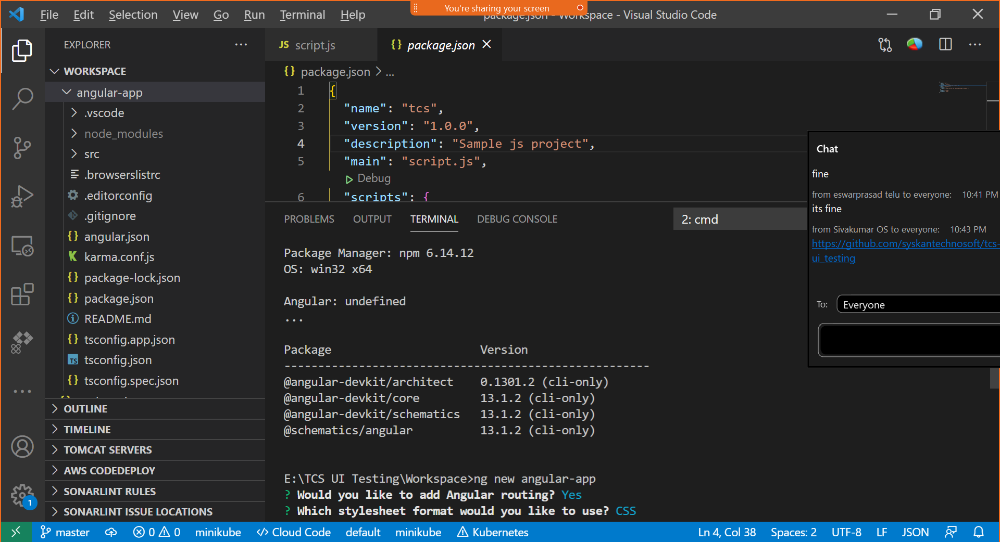 You're sharing your screen
File Edit Selection View Go Run Terminal Help
package.json - Workspace - Visual Studio Code
EXPLORER
WORKSPACE
angular-app
.vscode
node_modules
src
.browserslistrc
.editorconfig
.gitignore
angular.json
karma.conf.js
package-lock.json
package.json
README.md
tsconfig.app.json
tsconfig.json
tsconfig.spec.json
OUTLINE
TIMELINE
TOMCAT SERVERS
AWS CODEDEPLOY
SONARLINT RULES
SONARLINT ISSUE LOCATIONS
1
JS script.js
{} package.json
{} package.json > ...
1 {
2 "name": "tcs",
3 "version": "1.0.0",
4 "description": "Sample js project",
5 "main": "script.js",
Debug
6 "scripts": {
PROBLEMS OUTPUT TERMINAL DEBUG CONSOLE
2: cmd
Package Manager: npm 6.14.12
OS: win32 x64
Angular: undefined
...
Package Version
------------------------------------------------------
@angular-devkit/architect 0.1301.2 (cli-only)
@angular-devkit/core 13.1.2 (cli-only)
@angular-devkit/schematics 13.1.2 (cli-only)
@schematics/angular 13.1.2 (cli-only)
E:\TCS UI Testing\Workspace>ng new angular-app
? Would you like to add Angular routing? Yes
? Which stylesheet format would you like to use? CSS
Chat
fine
from eswarprasad telu to everyone: 10:41 PM
its fine
from Sivakumar OS to everyone: 10:43 PM
https://github.com/syskantechnosoft/tcs-
ui_testing
To: Everyone
master 0 0 minikube Cloud Code default minikube Kubernetes
Ln 4, Col 38 Spaces: 2 UTF-8 LF JSON